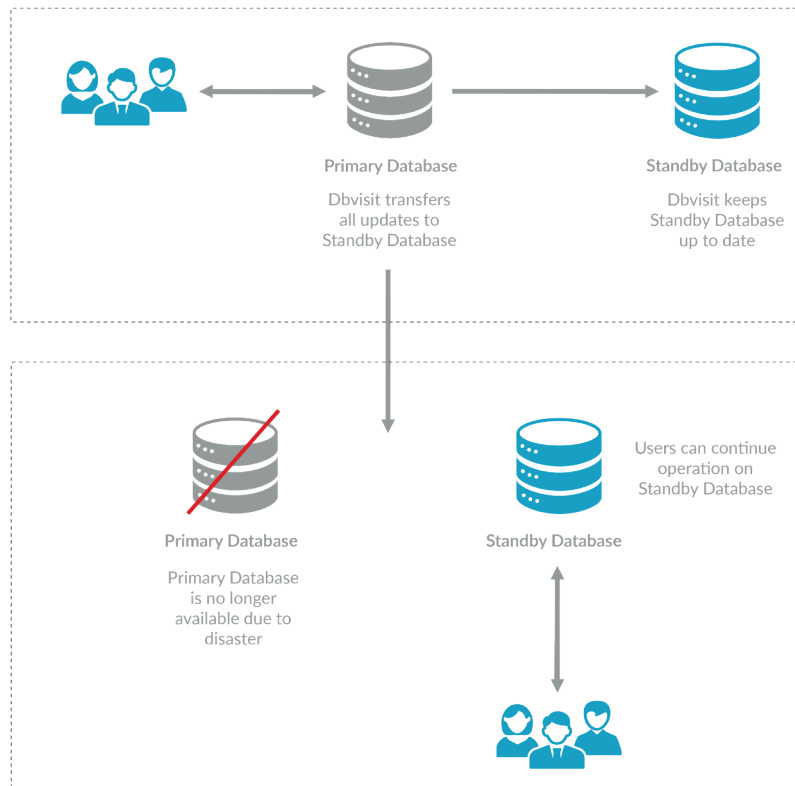 Primary Database
Dbvisit transfers
all updates to
Standby Database
Standby Database
Dbvisit keeps
Standby Database
up to date
Primary Database
Primary Database
is no longer
available due to
disaster
Standby Database
Users can continue
operation on
Standby Database